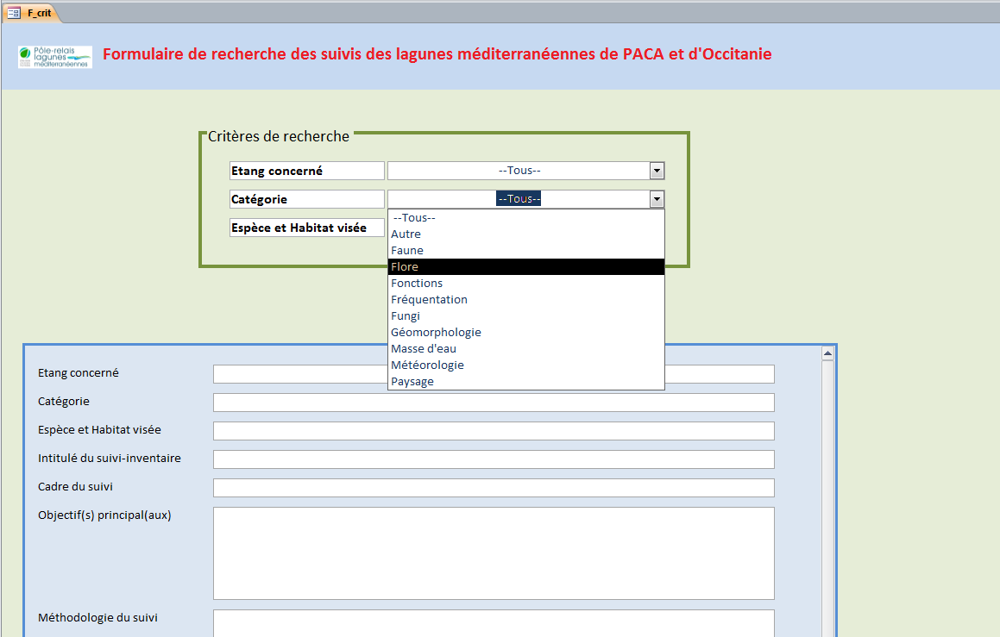 F_crit
Pôle-relais
lagunes
méditerranéennes
Formulaire de recherche des suivis des lagunes méditerranéennes de PACA et d'Occitanie
Critères de recherche
Etang concerné --Tous--
Catégorie --Tous--
Espèce et Habitat visée
--Tous--
Autre
Faune
Flore
Fonctions
Fréquentation
Fungi
Géomorphologie
Masse d'eau
Météorologie
Paysage
Etang concerné
Catégorie
Espèce et Habitat visée
Intitulé du suivi-inventaire
Cadre du suivi
Objectif(s) principal(aux)
Méthodologie du suivi